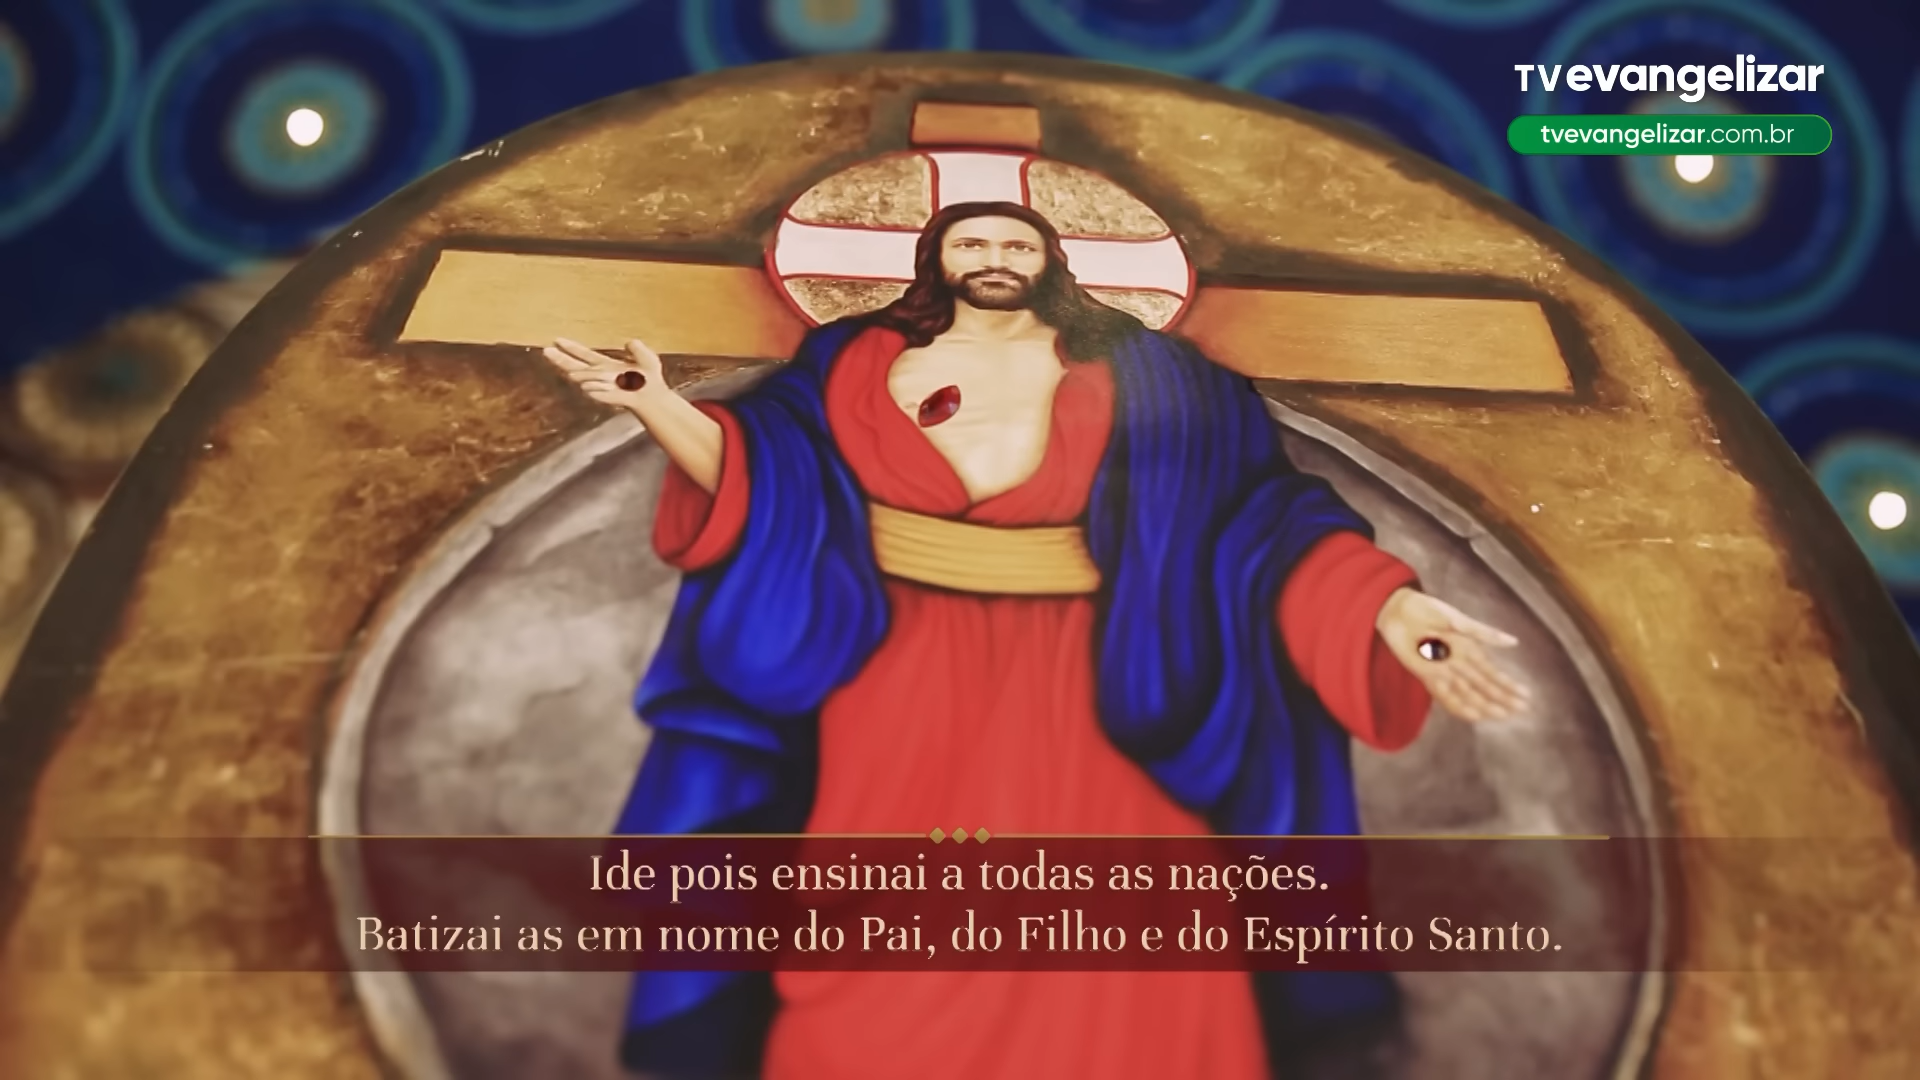 TVevangelizar
tvevangelizar.com.br
Ide pois ensinai a todas as nações.
Batizai as em nome do Pai, do Filho e do Espírito Santo.